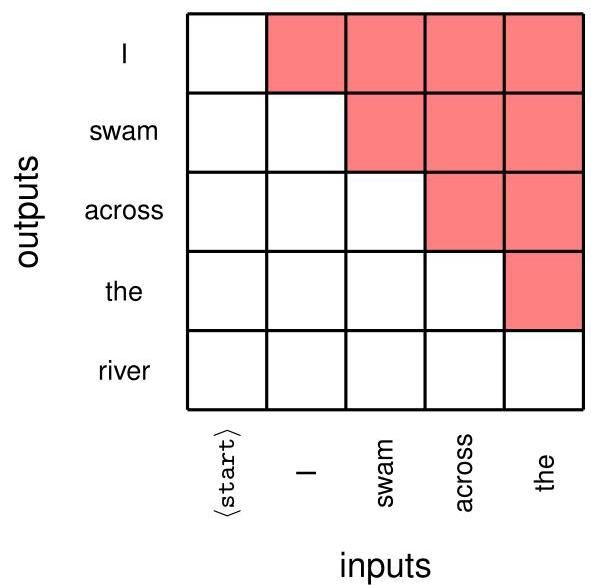 outputs
I
swam
across
the
river
⟨start⟩
I
swam
across
the
inputs